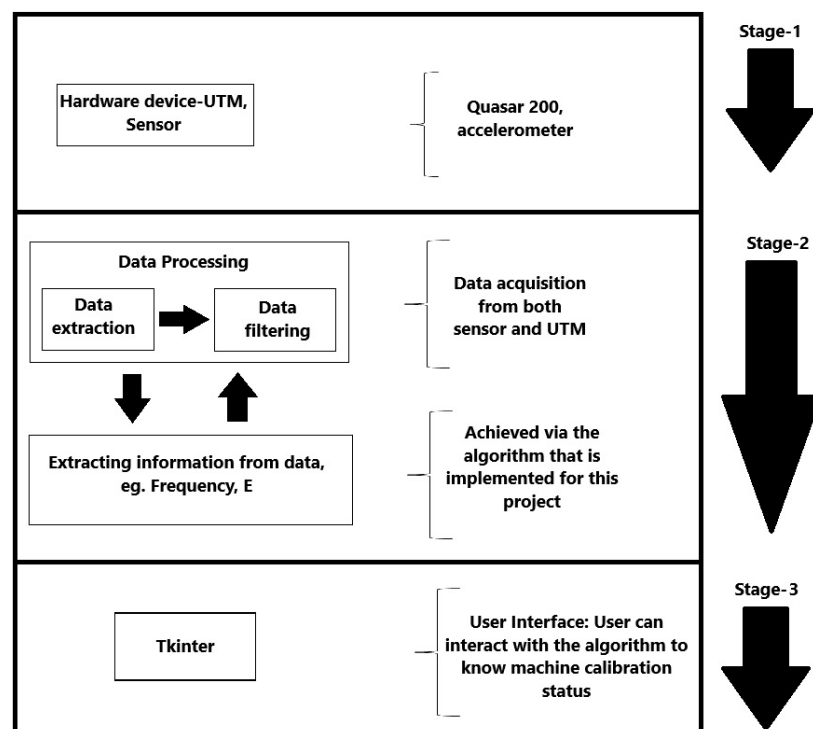 Stage-1
Hardware device-UTM,
Sensor
Quasar 200,
accelerometer
Stage-2
Data Processing
Data
extraction
Data
filtering
Data acquisition
from both
sensor and UTM
Extracting information from data,
eg. Frequency, E
Achieved via the
algorithm that is
implemented for this
project
Stage-3
Tkinter
User Interface: User can
interact with the algorithm to
know machine calibration
status